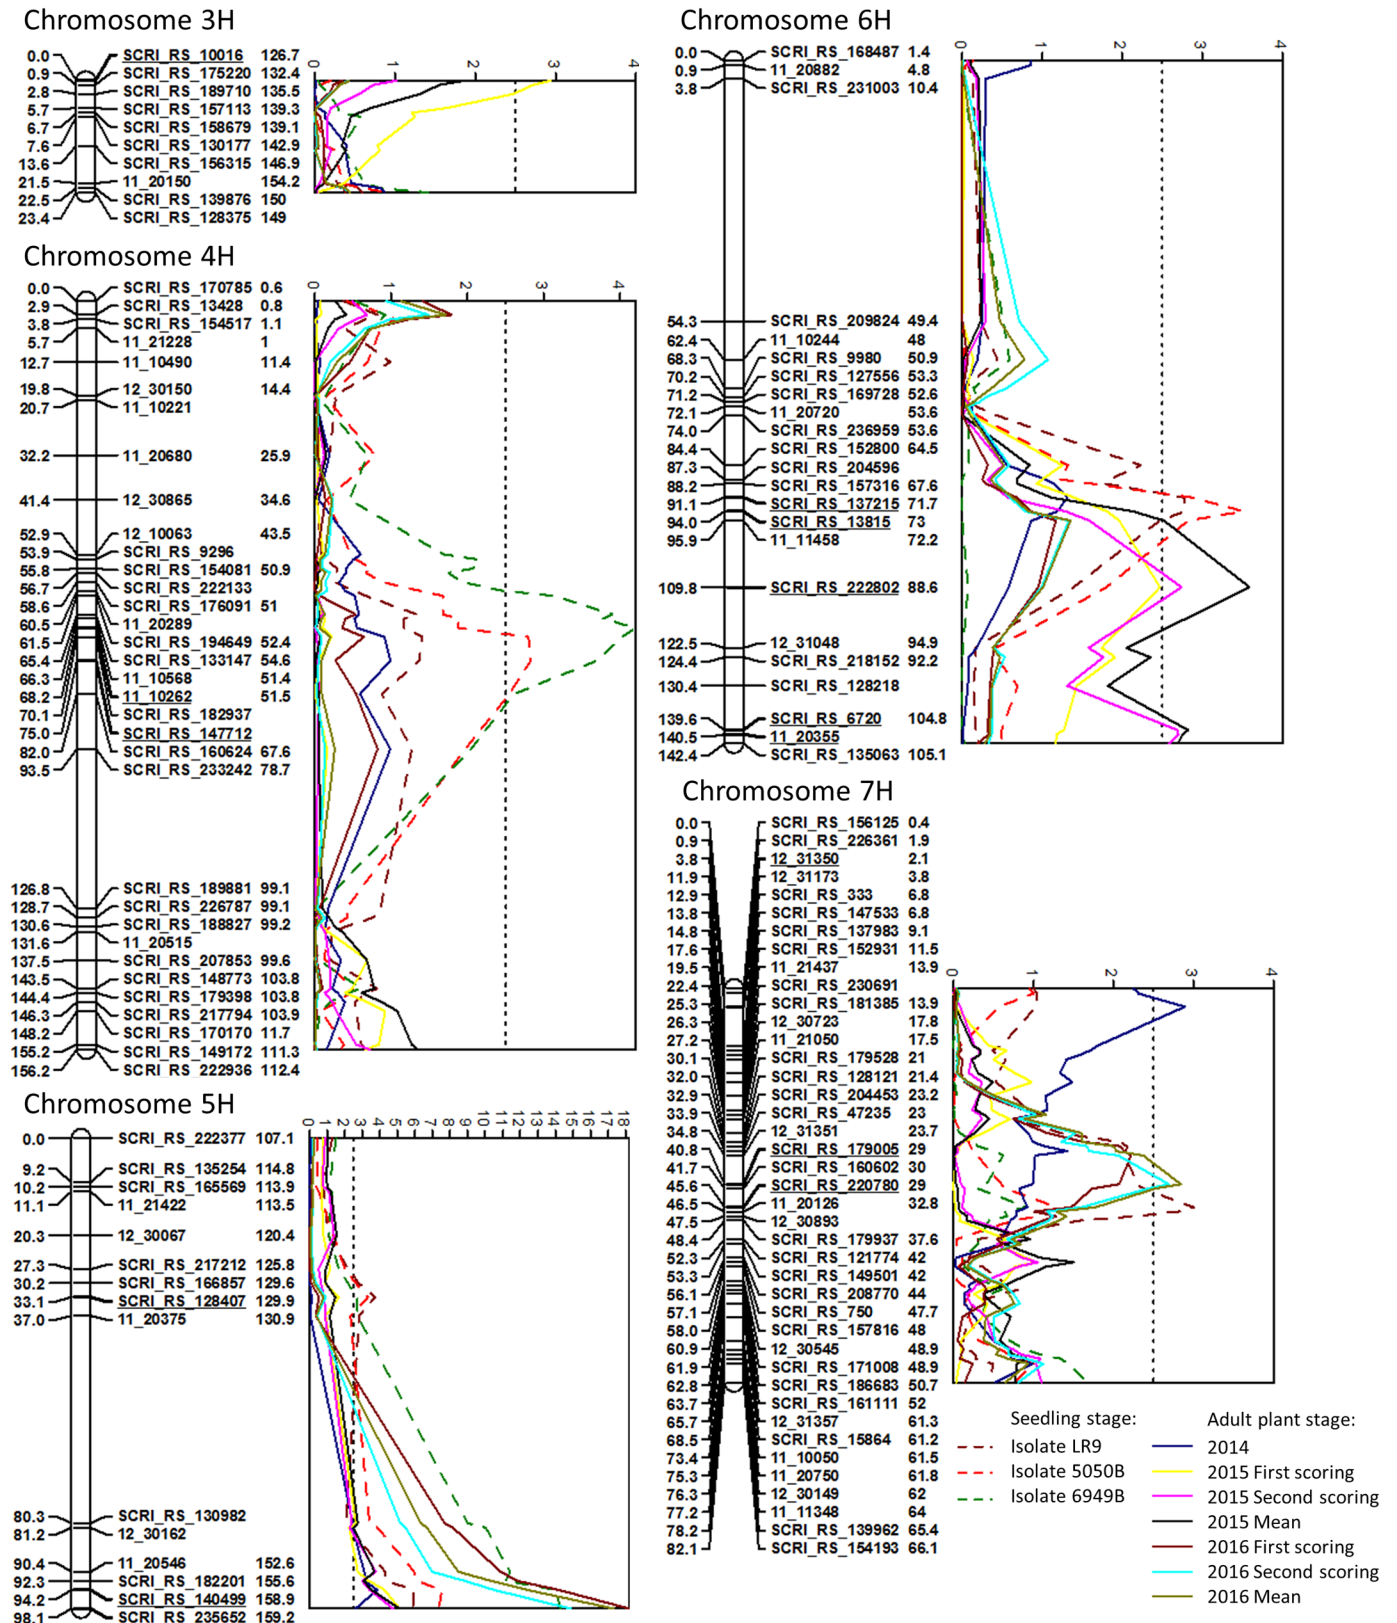 Chromosome 3H
0 1 2 3 4
0.0 SCRI_RS_10016 126.7
0.9 SCRI_RS_175220 132.4
2.8 SCRI_RS_189710 135.5
5.7 SCRI_RS_157113 139.3
6.7 SCRI_RS_158679 139.1
7.6 SCRI_RS_130177 142.9
13.6 SCRI_RS_156315 146.9
21.5 11_20150 154.2
22.5 SCRI_RS_139876 150
23.4 SCRI_RS_128375 149
Chromosome 4H
0 1 2 3 4
0.0 SCRI_RS_170785 0.6
2.9 SCRI_RS_13428 0.8
3.8 SCRI_RS_154517 1.1
5.7 11_21228 1
12.7 11_10490 11.4
19.8 12_30150 14.4
20.7 11_10221
32.2 11_20680 25.9
41.4 12_30865 34.6
52.9 12_10063 43.5
53.9 SCRI_RS_9296
55.8 SCRI_RS_154081 50.9
56.7 SCRI_RS_222133
58.6 SCRI_RS_176091 51
60.5 11_20289
61.5 SCRI_RS_194649 52.4
65.4 SCRI_RS_133147 54.6
66.3 11_10568 51.4
68.2 11_10262 51.5
70.1 SCRI_RS_182937
75.0 SCRI_RS_147712
82.0 SCRI_RS_160624 67.6
93.5 SCRI_RS_233242 78.7
126.8 SCRI_RS_189881 99.1
128.7 SCRI_RS_226787 99.1
130.6 SCRI_RS_188827 99.2
131.6 11_20515
137.5 SCRI_RS_207853 99.6
143.5 SCRI_RS_148773 103.8
144.4 SCRI_RS_179398 103.8
146.3 SCRI_RS_217794 103.9
148.2 SCRI_RS_170170 11.7
155.2 SCRI_RS_149172 111.3
156.2 SCRI_RS_222936 112.4
Chromosome 5H
0 1 2 3 4 5 6 7 8 9 10 11 12 13 14 15 16 17 18
0.0 SCRI_RS_222377 107.1
9.2 SCRI_RS_135254 114.8
10.2 SCRI_RS_165569 113.9
11.1 11_21422 113.5
20.3 12_30067 120.4
27.3 SCRI_RS_217212 125.8
30.2 SCRI_RS_166857 129.6
33.1 SCRI_RS_128407 129.9
37.0 11_20375 130.9
80.3 SCRI_RS_130982
81.2 12_30162
90.4 11_20546 152.6
92.3 SCRI_RS_182201 155.6
94.2 SCRI_RS_140499 158.9
98.1 SCRI_RS_235652 159.2
Chromosome 6H
0 1 2 3 4
0.0 SCRI_RS_168487 1.4
0.9 11_20882 4.8
3.8 SCRI_RS_231003 10.4
54.3 SCRI_RS_209824 49.4
62.4 11_10244 48
68.3 SCRI_RS_9980 50.9
70.2 SCRI_RS_127556 53.3
71.2 SCRI_RS_169728 52.6
72.1 11_20720 53.6
74.0 SCRI_RS_236959 53.6
84.4 SCRI_RS_152800 64.5
87.3 SCRI_RS_204596
88.2 SCRI_RS_157316 67.6
91.1 SCRI_RS_137215 71.7
94.0 SCRI_RS_13815 73
95.9 11_11458 72.2
109.8 SCRI_RS_222802 88.6
122.5 12_31048 94.9
124.4 SCRI_RS_218152 92.2
130.4 SCRI_RS_128218
139.6 SCRI_RS_6720 104.8
140.5 11_20355
142.4 SCRI_RS_135063 105.1
Chromosome 7H
0 1 2 3 4
0.0 SCRI_RS_156125 0.4
0.9 SCRI_RS_226361 1.9
3.8 12_31350 2.1
11.9 12_31173 3.8
12.9 SCRI_RS_333 6.8
13.8 SCRI_RS_147533 6.8
14.8 SCRI_RS_137983 9.1
17.6 SCRI_RS_152931 11.5
19.5 11_21437 13.9
22.4 SCRI_RS_230691
25.3 SCRI_RS_181385 13.9
26.3 12_30723 17.8
27.2 11_21050 17.5
30.1 SCRI_RS_179528 21
32.0 SCRI_RS_128121 21.4
32.9 SCRI_RS_204453 23.2
33.9 SCRI_RS_47235 23
34.8 12_31351 23.7
40.8 SCRI_RS_179005 29
41.7 SCRI_RS_160602 30
45.6 SCRI_RS_220780 29
46.5 11_20126 32.8
47.5 12_30893
48.4 SCRI_RS_179937 37.6
52.3 SCRI_RS_121774 42
53.3 SCRI_RS_149501 42
56.1 SCRI_RS_208770 44
57.1 SCRI_RS_750 47.7
58.0 SCRI_RS_157816 48
60.9 12_30545 48.9
61.9 SCRI_RS_171008 48.9
62.8 SCRI_RS_186683 50.7
63.7 SCRI_RS_161111 52
65.7 12_31357 61.3
68.5 SCRI_RS_15864 61.2
73.4 11_10050 61.5
75.3 11_20750 61.8
76.3 12_30149 62
77.2 11_11348 64
78.2 SCRI_RS_139962 65.4
82.1 SCRI_RS_154193 66.1
Seedling stage:
Isolate LR9
Isolate 5050B
Isolate 6949B
Adult plant stage:
2014
2015 First scoring
2015 Second scoring
2015 Mean
2016 First scoring
2016 Second scoring
2016 Mean